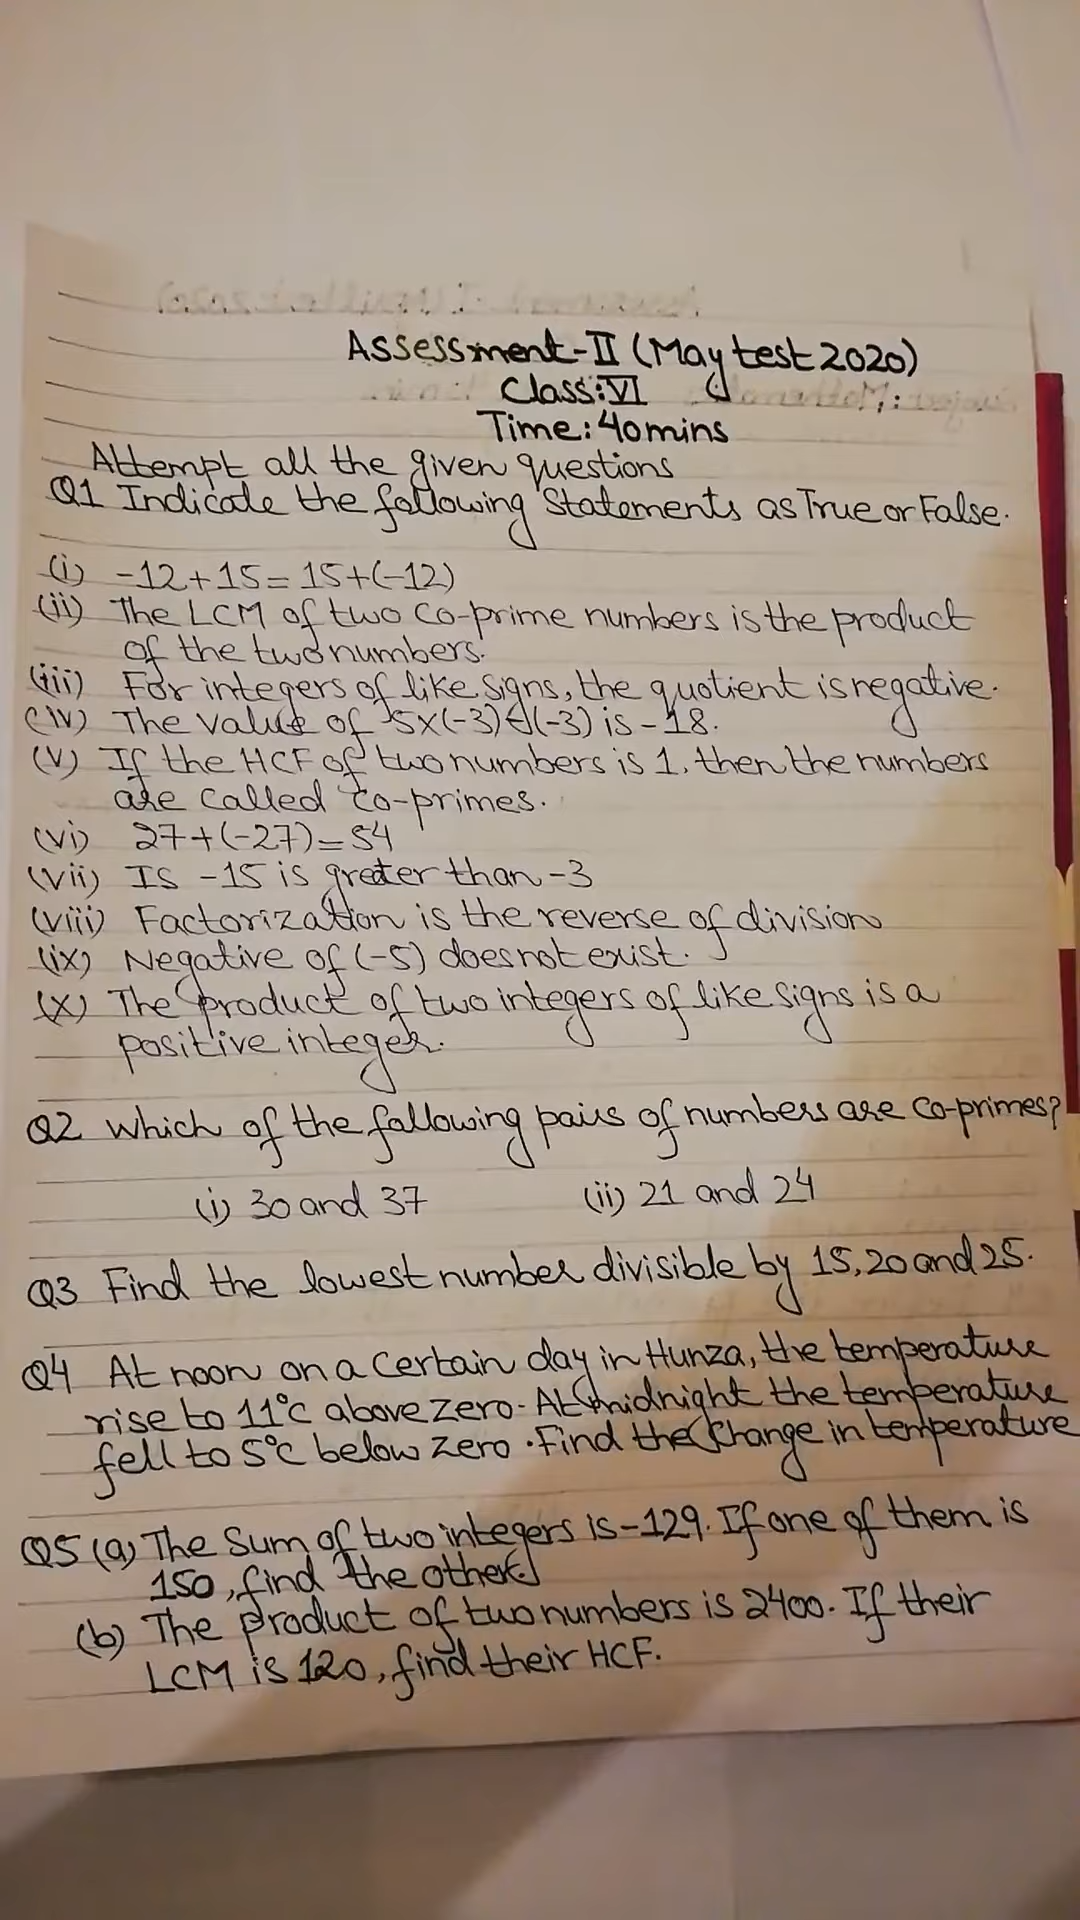 Assessment-II (May test 2020)
Class:VI
Time:40mins
Attempt all the given questions
Q1 Indicate the following Statements as True or False.
(i) -12+15=15+(-12)
(ii) The LCM of two co-prime numbers is the product
of the two numbers.
(iii) For integers of like signs, the quotient is negative.
(iv) The value of 5x(-3) (-3) is -18.
(v) If the HCF of two numbers is 1, then the numbers
are called co-primes.
(vi) 27+(-27)=54
(vii) Is -15 is greater than -3
(viii) Factorization is the reverse of division
(ix) Negative of (-5) does not exist.
(x) The product of two integers of like signs is a
positive integer.
Q2 which of the following pairs of numbers are co-primes?
(i) 30 and 37 (ii) 21 and 24
Q3 Find the lowest number divisible by 15,20 and 25.
Q4 At noon on a certain day in Hunza, the temperature
rise to 11°c above zero. At midnight the temperature
fell to 5°c below zero. Find the change in temperature
Q5 (a) The Sum of two integers is -129. If one of them is
150, find the other.
(b) The product of two numbers is 2400. If their
LCM is 120, find their HCF.